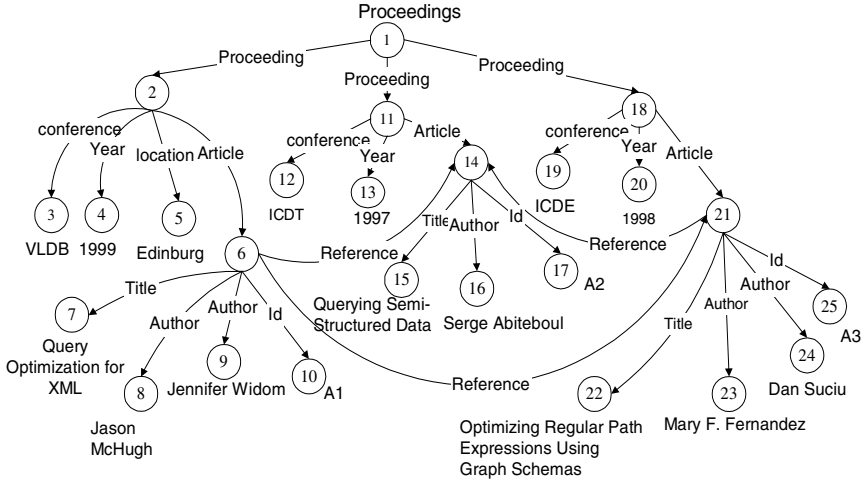 Proceedings
1
Proceeding
Proceeding
Proceeding
2
11
18
conference
Year
location
Article
conference
Year
Article
conference
Year
Article
3
4
5
12
13
14
19
20
21
VLDB
1999
Edinburg
ICDT
1997
ICDE
1998
6
Reference
Reference
Reference
Title
Author
Author
Id
Title
Author
Id
Title
Author
Author
Id
7
8
9
10
15
16
17
22
23
24
25
Query
Optimization for
XML
Jason
McHugh
Jennifer Widom
A1
Querying Semi-
Structured Data
Serge Abiteboul
A2
Optimizing Regular Path
Expressions Using
Graph Schemas
Mary F. Fernandez
Dan Suciu
A3